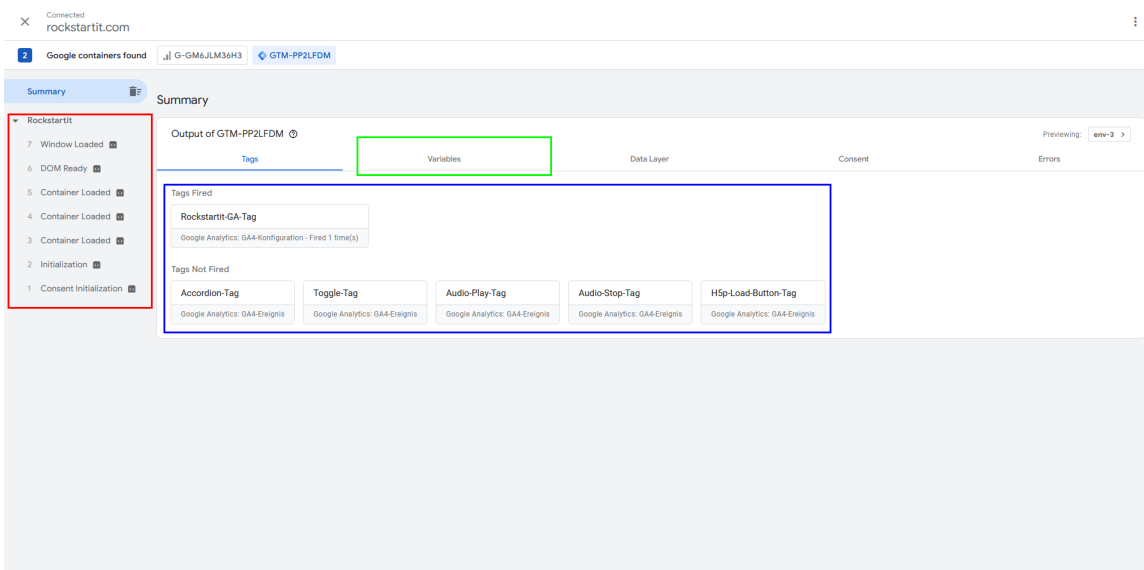 Connected
rockstartit.com
2 Google containers found G-GM6JLM36H3 GTM-PP2LFDM
Summary
Rockstartit
7 Window Loaded
6 DOM Ready
5 Container Loaded
4 Container Loaded
3 Container Loaded
2 Initialization
1 Consent Initialization
Summary
Output of GTM-PP2LFDM
Previewing: env-3
Tags Variables Data Layer Consent Errors
Tags Fired
Rockstartit-GA-Tag
Google Analytics: GA4-Konfiguration - Fired 1 time(s)
Tags Not Fired
Accordion-Tag Toggle-Tag Audio-Play-Tag Audio-Stop-Tag H5p-Load-Button-Tag
Google Analytics: GA4-Ereignis Google Analytics: GA4-Ereignis Google Analytics: GA4-Ereignis Google Analytics: GA4-Ereignis Google Analytics: GA4-Ereignis